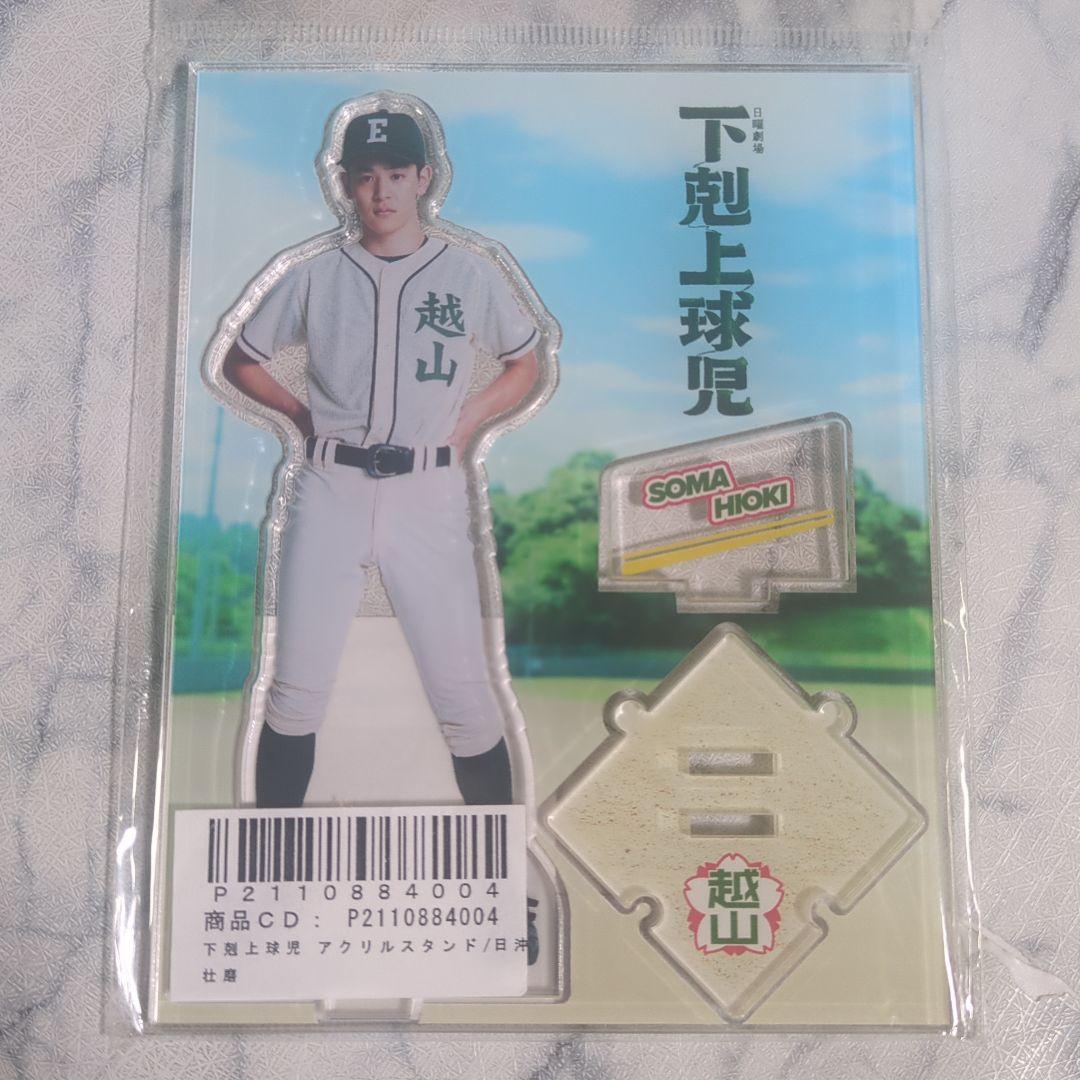 日曜劇場
下剋上球児
E
越山
SOMA
HIOKI
越山
P2110884004
商品CD： P2110884004
下剋上球児 アクリルスタンド/日沖
壮磨